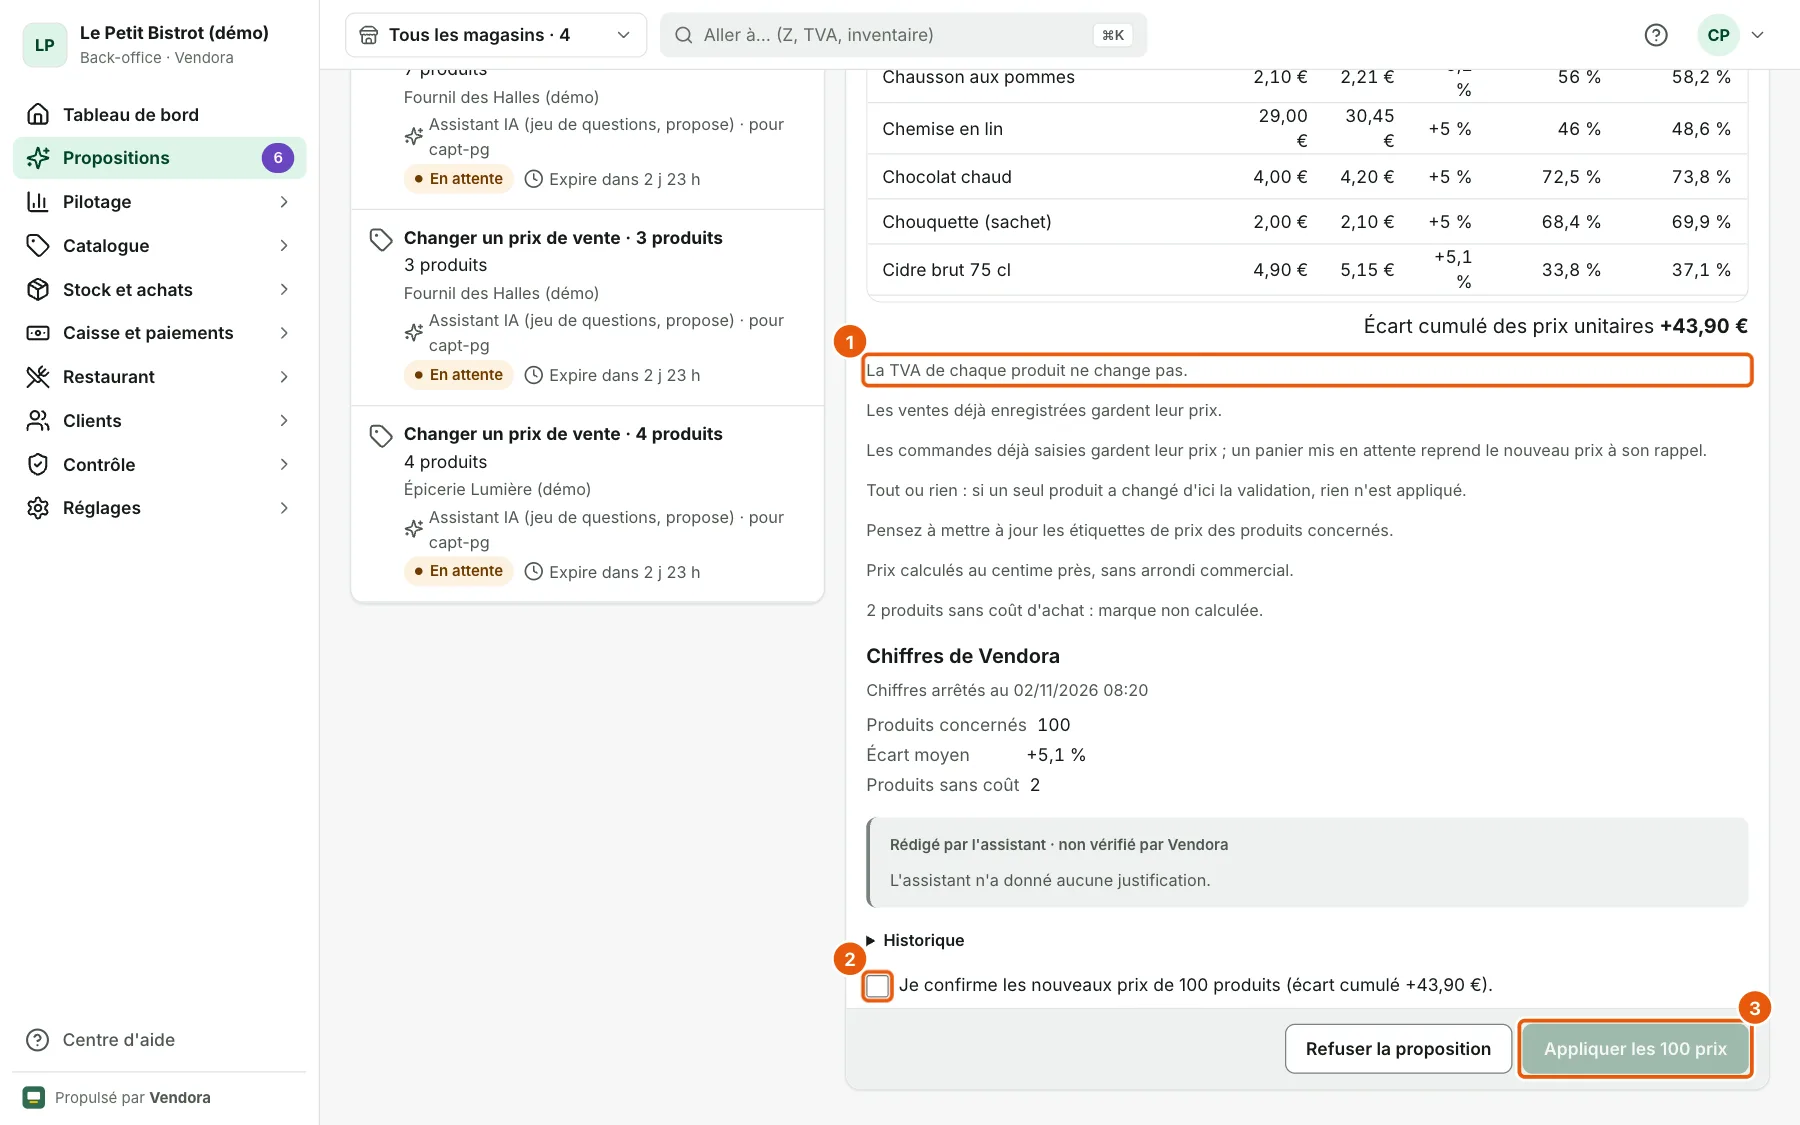 LP
Le Petit Bistrot (démo)
Back-office · Vendora
Tableau de bord
Propositions 6
Pilotage
Catalogue
Stock et achats
Caisse et paiements
Restaurant
Clients
Contrôle
Réglages
Centre d'aide
Propulsé par Vendora
Tous les magasins · 4
Aller à... (Z, TVA, inventaire)
⌘K
CP
7 produits
Fournil des Halles (démo)
Assistant IA (jeu de questions, propose) · pour
capt-pg
En attente
Expire dans 2 j 23 h
Changer un prix de vente · 3 produits
3 produits
Fournil des Halles (démo)
Assistant IA (jeu de questions, propose) · pour
capt-pg
En attente
Expire dans 2 j 23 h
Changer un prix de vente · 4 produits
4 produits
Épicerie Lumière (démo)
Assistant IA (jeu de questions, propose) · pour
capt-pg
En attente
Expire dans 2 j 23 h
Chausson aux pommes 2,10 € 2,21 € % 56 % 58,2 %
Chemise en lin 29,00 € 30,45 € +5 % 46 % 48,6 %
Chocolat chaud 4,00 € 4,20 € +5 % 72,5 % 73,8 %
Chouquette (sachet) 2,00 € 2,10 € +5 % 68,4 % 69,9 %
Cidre brut 75 cl 4,90 € 5,15 € +5,1 % 33,8 % 37,1 %
Écart cumulé des prix unitaires +43,90 €
1
La TVA de chaque produit ne change pas.
Les ventes déjà enregistrées gardent leur prix.
Les commandes déjà saisies gardent leur prix ; un panier mis en attente reprend le nouveau prix à son rappel.
Tout ou rien : si un seul produit a changé d'ici la validation, rien n'est appliqué.
Pensez à mettre à jour les étiquettes de prix des produits concernés.
Prix calculés au centime près, sans arrondi commercial.
2 produits sans coût d'achat : marque non calculée.
Chiffres de Vendora
Chiffres arrêtés au 02/11/2026 08:20
Produits concernés 100
Écart moyen +5,1 %
Produits sans coût 2
Rédigé par l'assistant · non vérifié par Vendora
L'assistant n'a donné aucune justification.
Historique
2
Je confirme les nouveaux prix de 100 produits (écart cumulé +43,90 €).
3
Refuser la proposition
Appliquer les 100 prix